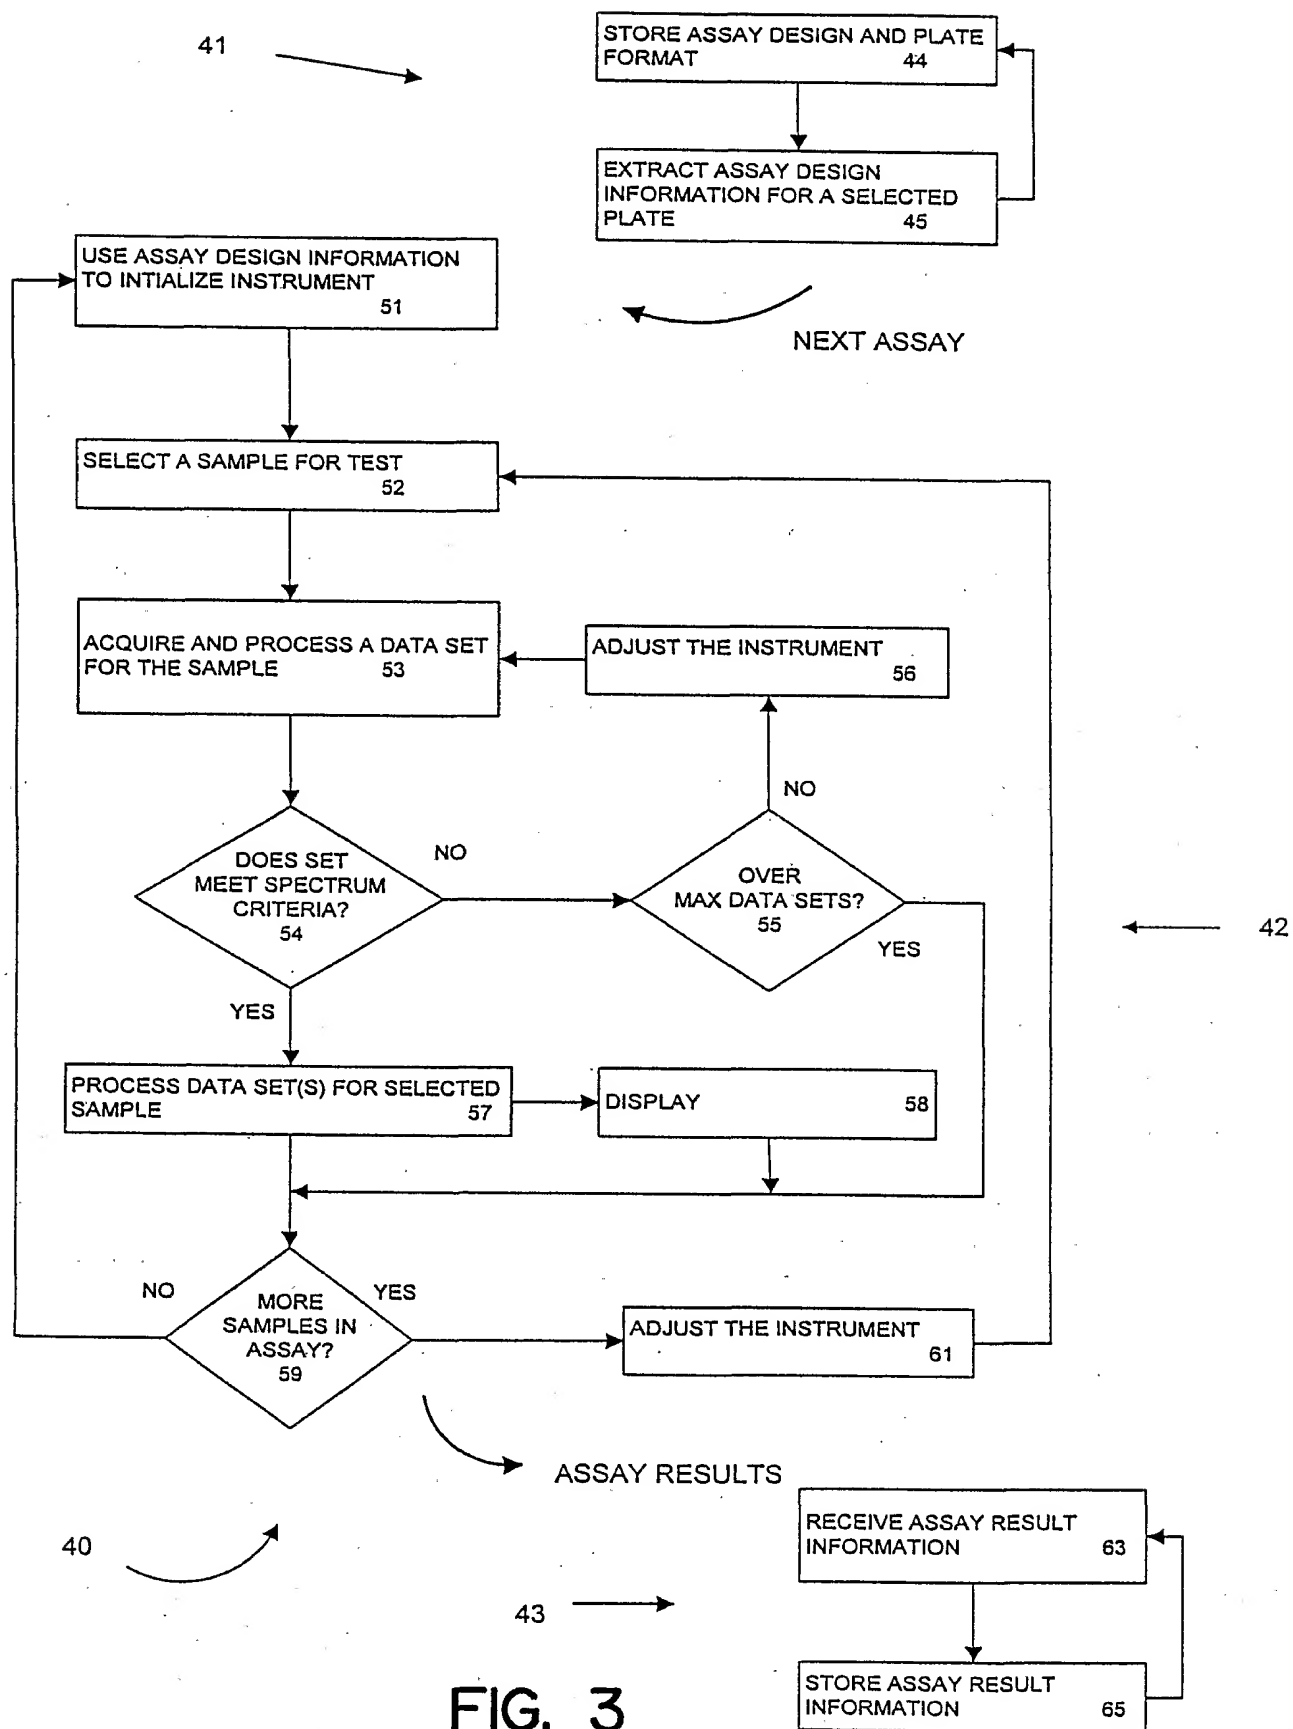 41
STORE ASSAY DESIGN AND PLATE
FORMAT 44
EXTRACT ASSAY DESIGN
INFORMATION FOR A SELECTED
PLATE 45
USE ASSAY DESIGN INFORMATION
TO INTIALIZE INSTRUMENT
51
NEXT ASSAY
SELECT A SAMPLE FOR TEST
52
ACQUIRE AND PROCESS A DATA SET
FOR THE SAMPLE 53
ADJUST THE INSTRUMENT
56
NO
DOES SET
MEET SPECTRUM
CRITERIA?
54
NO
OVER
MAX DATA SETS?
55
YES
42
YES
PROCESS DATA SET(S) FOR SELECTED
SAMPLE 57
DISPLAY 58
NO
MORE
SAMPLES IN
ASSAY?
59
YES
ADJUST THE INSTRUMENT
61
ASSAY RESULTS
40
RECEIVE ASSAY RESULT
INFORMATION 63
43
STORE ASSAY RESULT
INFORMATION 65
FIG. 3